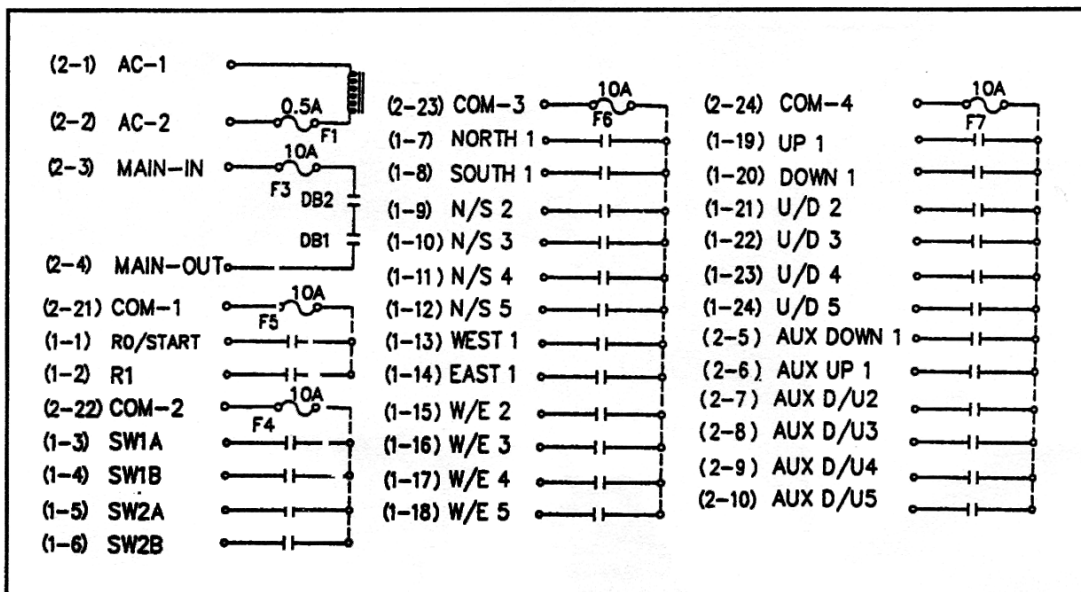 (2-1) AC-1
(2-2) AC-2
0.5A
F1
(2-3) MAIN-IN
10A
F3
DB2
DB1
(2-4) MAIN-OUT
(2-21) COM-1
10A
F5
(1-1) R0/START
(1-2) R1
(2-22) COM-2
10A
F4
(1-3) SW1A
(1-4) SW1B
(1-5) SW2A
(1-6) SW2B
(2-23) COM-3
10A
F6
(1-7) NORTH 1
(1-8) SOUTH 1
(1-9) N/S 2
(1-10) N/S 3
(1-11) N/S 4
(1-12) N/S 5
(1-13) WEST 1
(1-14) EAST 1
(1-15) W/E 2
(1-16) W/E 3
(1-17) W/E 4
(1-18) W/E 5
(2-24) COM-4
10A
F7
(1-19) UP 1
(1-20) DOWN 1
(1-21) U/D 2
(1-22) U/D 3
(1-23) U/D 4
(1-24) U/D 5
(2-5) AUX DOWN 1
(2-6) AUX UP 1
(2-7) AUX D/U2
(2-8) AUX D/U3
(2-9) AUX D/U4
(2-10) AUX D/U5